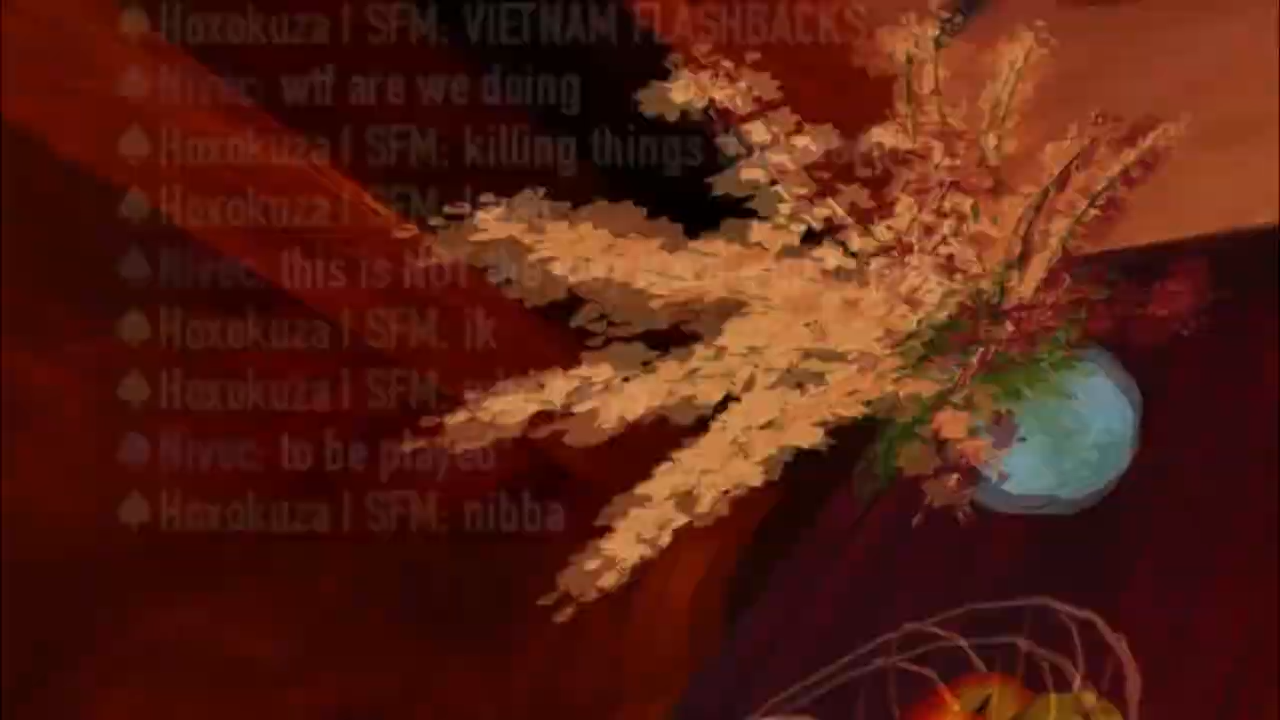 ♠Hoxokuza | SFM: VIETNAM FLASHBACKS
♠Nivec: wtf are we doing
♠Hoxokuza | SFM: killing things
♠Hoxokuza | SFM:
♠Nivec: this is not
♠Hoxokuza | SFM: ik
♠Hoxokuza | SFM:
♠Nivec: to be played
♠Hoxokuza | SFM: nibba